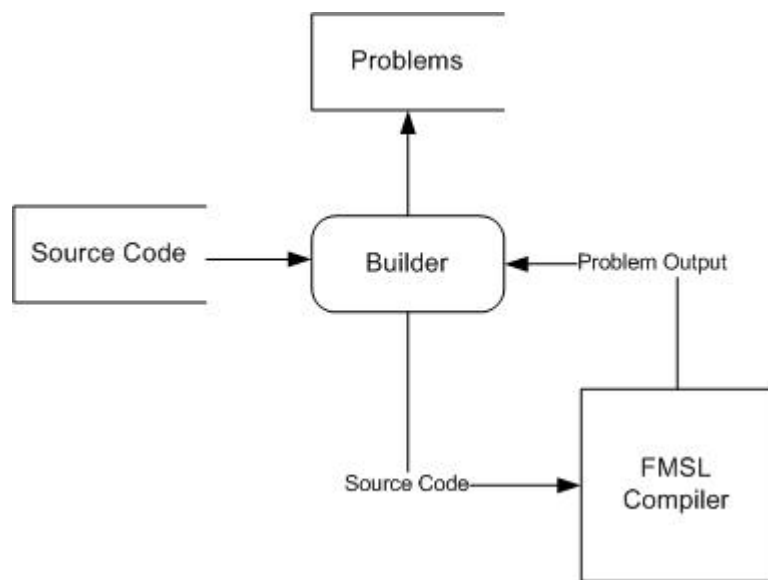 Problems
Source Code
Builder
Problem Output
Source Code
FMSL
Compiler